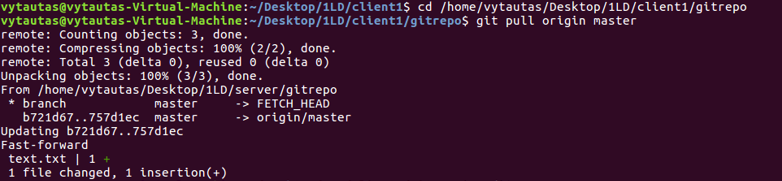 vytautas@vytautas-Virtual-Machine:~/Desktop/1LD/client1$ cd /home/vytautas/Desktop/1LD/client1/gitrepo
vytautas@vytautas-Virtual-Machine:~/Desktop/1LD/client1/gitrepo$ git pull origin master
remote: Counting objects: 3, done.
remote: Compressing objects: 100% (2/2), done.
remote: Total 3 (delta 0), reused 0 (delta 0)
Unpacking objects: 100% (3/3), done.
From /home/vytautas/Desktop/1LD/server/gitrepo
 * branch            master     -> FETCH_HEAD
   b721d67..757d1ec  master     -> origin/master
Updating b721d67..757d1ec
Fast-forward
 text.txt | 1 +
 1 file changed, 1 insertion(+)